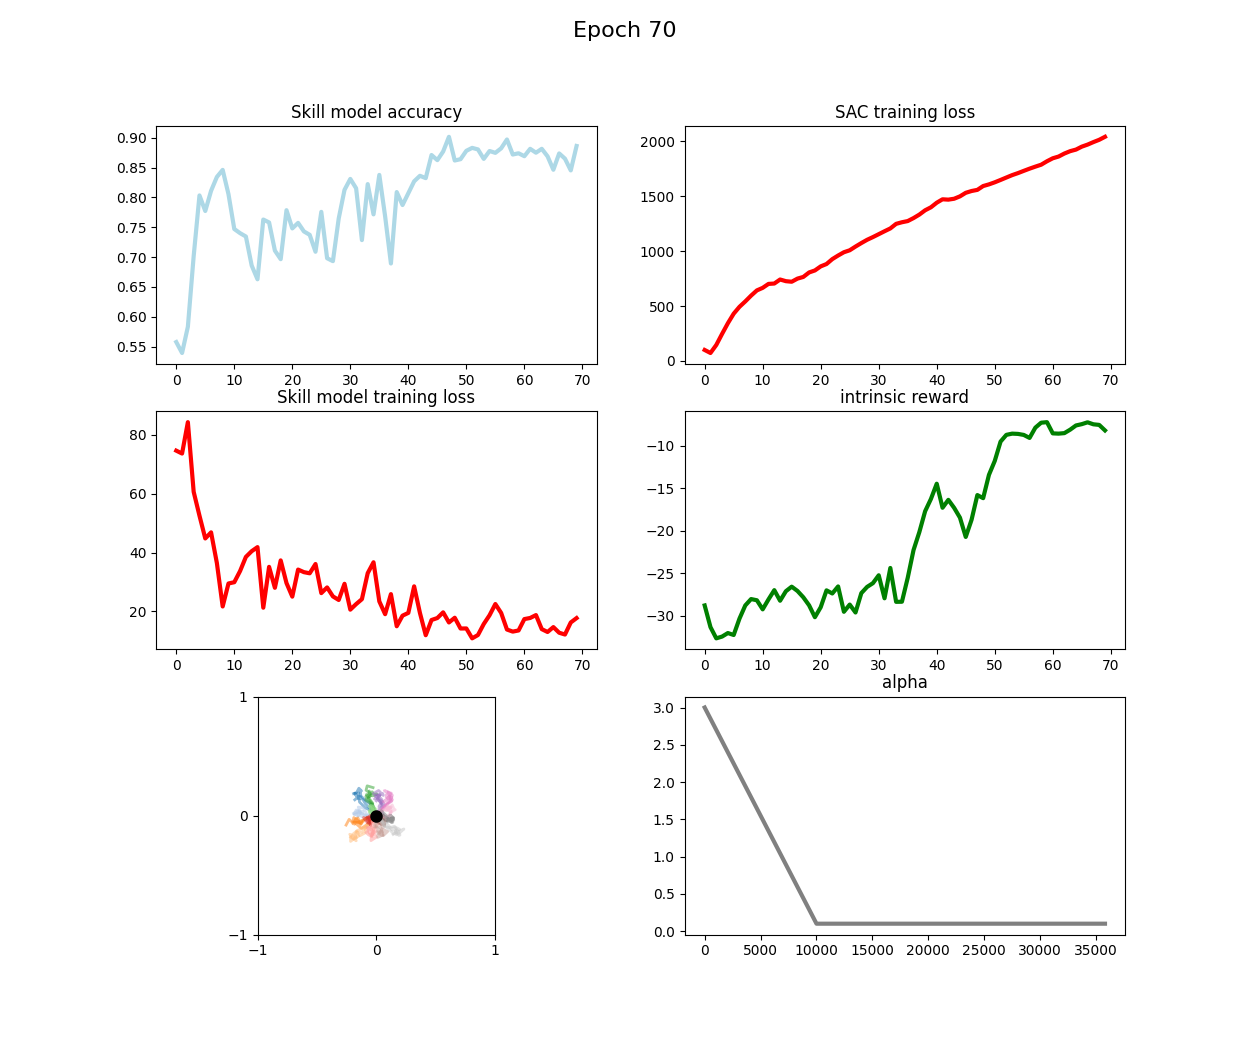 Epoch 70
Skill model accuracy
0.90
0.85
0.80
0.75
0.70
0.65
0.60
0.55
0 10 20 30 40 50 60 70
SAC training loss
2000
1500
1000
500
0
0 10 20 30 40 50 60 70
Skill model training loss
80
60
40
20
0 10 20 30 40 50 60 70
intrinsic reward
−10
−15
−20
−25
−30
0 10 20 30 40 50 60 70
1
0
−1
−1 0 1
alpha
3.0
2.5
2.0
1.5
1.0
0.5
0.0
0 5000 10000 15000 20000 25000 30000 35000